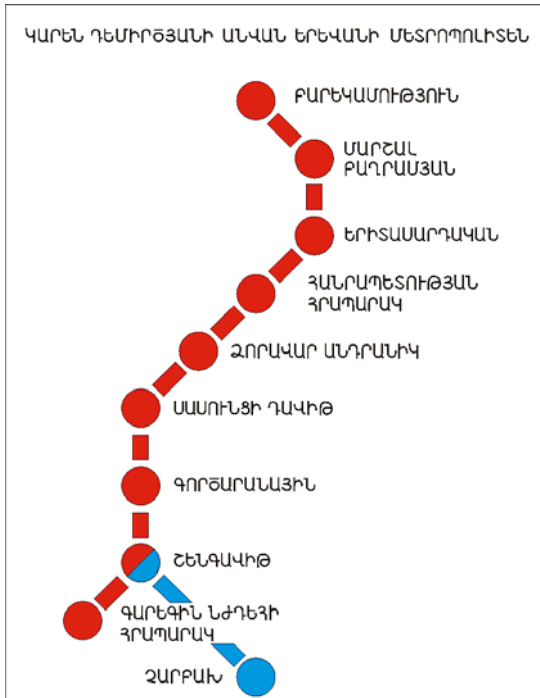 ԿԱՐԵՆ ԴԵՄԻՐՃՅԱՆԻ ԱՆՎԱՆ ԵՐԵՎԱՆԻ ՄԵՏՐՈՊՈԼԻՏԵՆ
ԲԱՐԵԿԱՄՈՒԹՅՈՒՆ
ՄԱՐՇԱԼ
ԲԱՂՐԱՄՅԱՆ
ԵՐԻՏԱՍԱՐԴԱԿԱՆ
ՀԱՆՐԱՊԵՏՈՒԹՅԱՆ
ՀՐԱՊԱՐԱԿ
ԶՈՐԱՎԱՐ ԱՆԴՐԱՆԻԿ
ՍԱՍՈՒՆՑԻ ԴԱՎԻԹ
ԳՈՐԾԱՐԱՆԱՅԻՆ
ՇԵՆԳԱՎԻԹ
ԳԱՐԵԳԻՆ ՆԺԴԵՀԻ
ՀՐԱՊԱՐԱԿ
ՉԱՐԲԱԽ